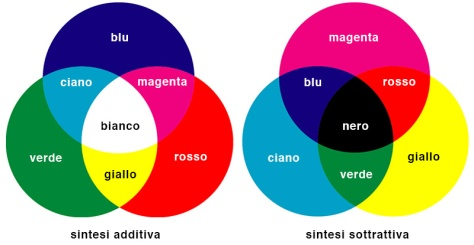 blu
ciano
magenta
bianco
verde
rosso
giallo
sintesi additiva
magenta
blu
rosso
nero
ciano
giallo
verde
sintesi sottrattiva